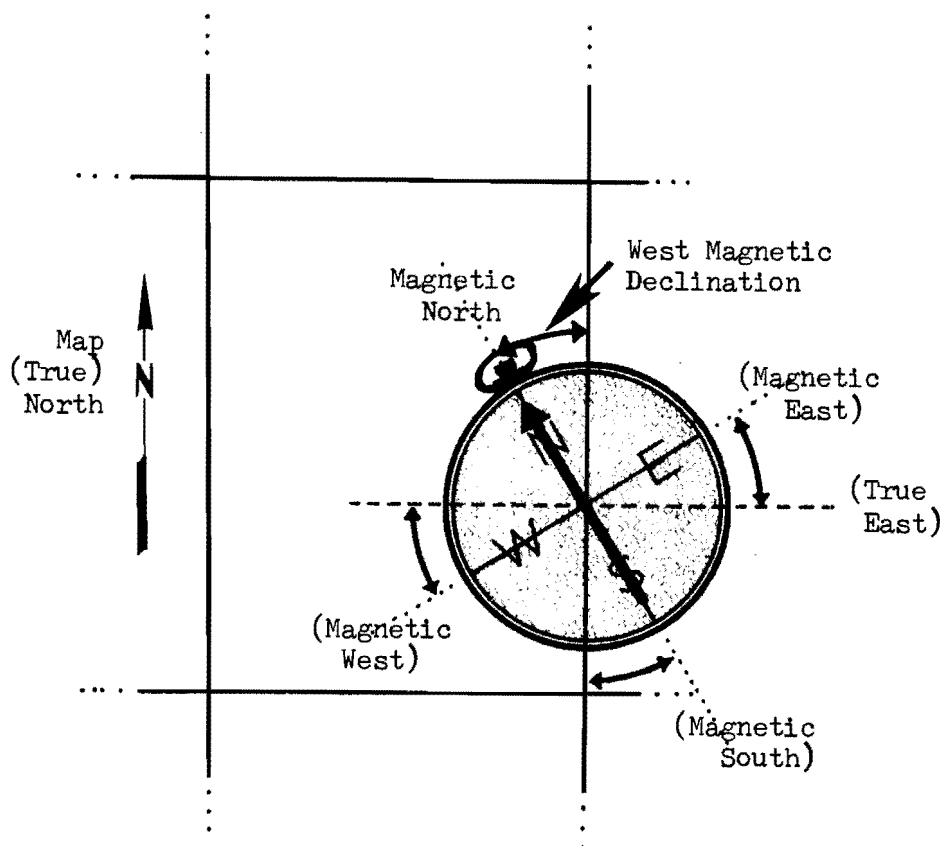 West Magnetic
Declination
Magnetic
North
Map
(True)
North
N
(Magnetic
East)
N
E
(True
East)
W
S
(Magnetic
West)
(Magnetic
South)